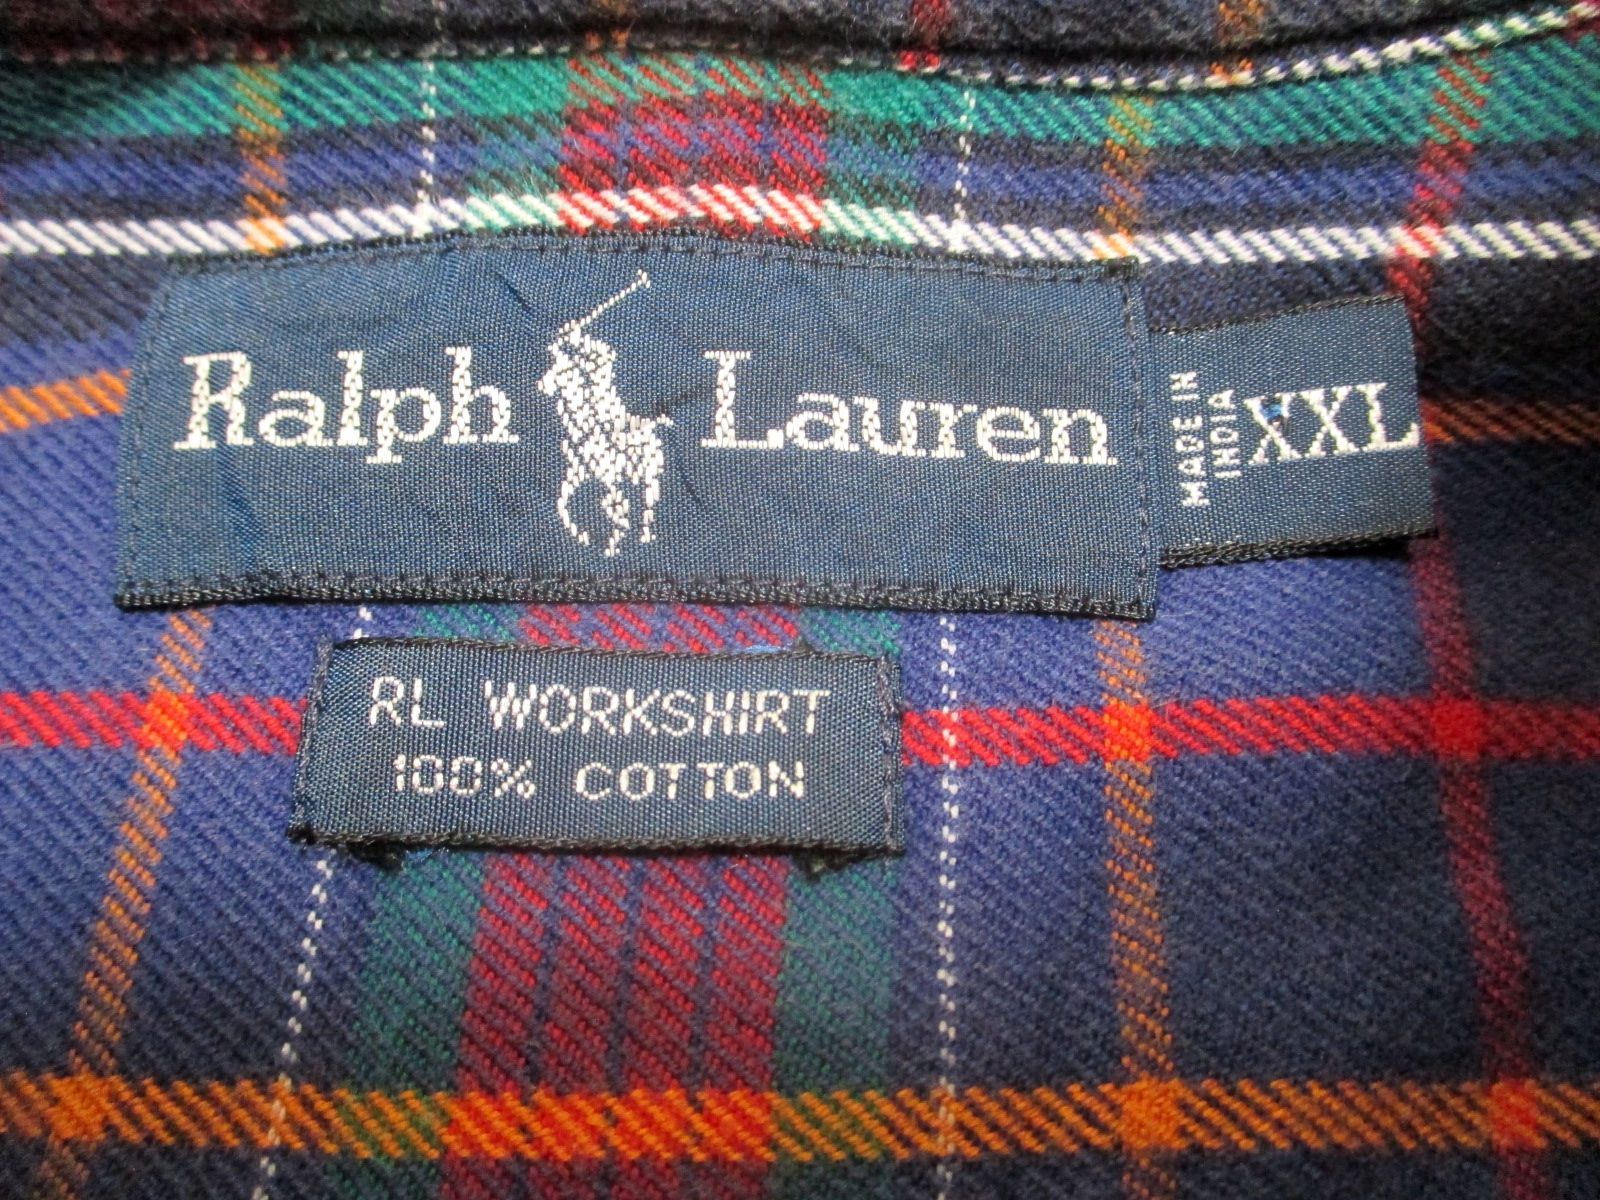 Ralph Lauren
MADE IN
INDIA
XXL
RL WORKSHIRT
100% COTTON